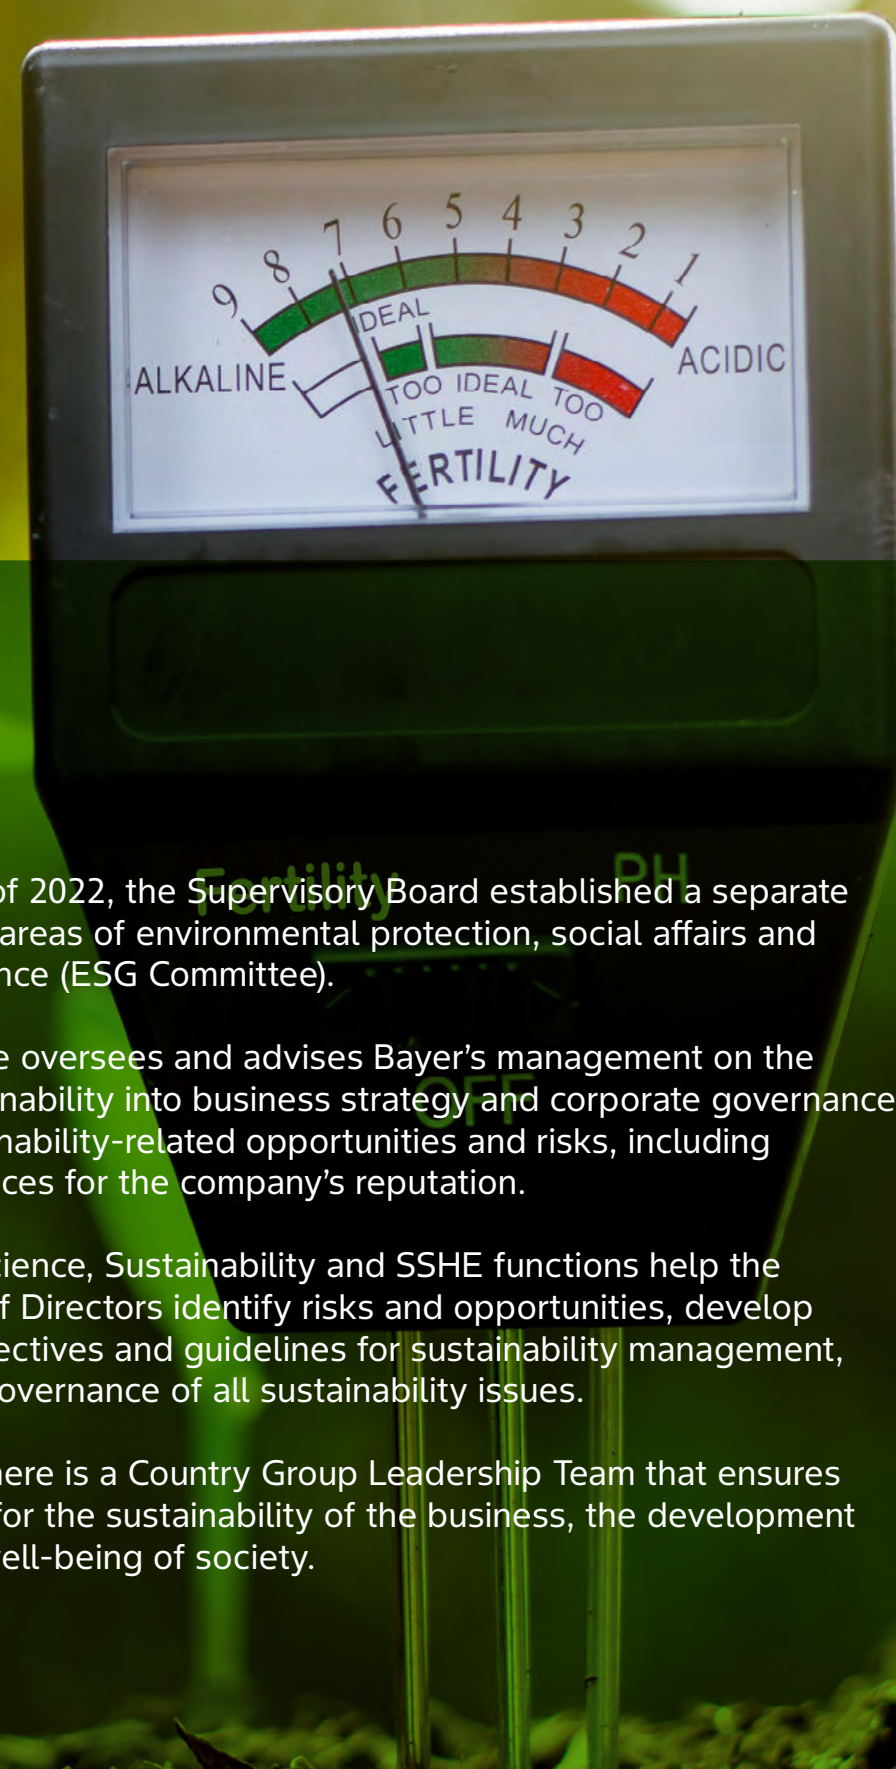 9 8 7 6 5 4 3 2 1
IDEAL
ALKALINE
ACIDIC
TOO IDEAL TOO
LITTLE MUCH
FERTILITY
Fertility PH
of 2022, the Supervisory Board established a separate
areas of environmental protection, social affairs and
nce (ESG Committee).
e oversees and advises Bayer’s management on the
OFF
nability into business strategy and corporate governance
nability-related opportunities and risks, including
ces for the company’s reputation.
cience, Sustainability and SSHE functions help the
f Directors identify risks and opportunities, develop
ectives and guidelines for sustainability management,
overnance of all sustainability issues.
here is a Country Group Leadership Team that ensures
for the sustainability of the business, the development
vell-being of society.